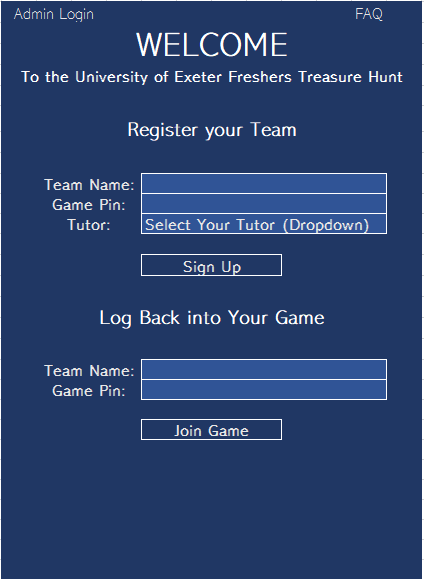 Admin Login FAQ
WELCOME
To the University of Exeter Freshers Treasure Hunt
Register your Team
Team Name:
Game Pin:
Tutor: Select Your Tutor (Dropdown)
Sign Up
Log Back into Your Game
Team Name:
Game Pin:
Join Game